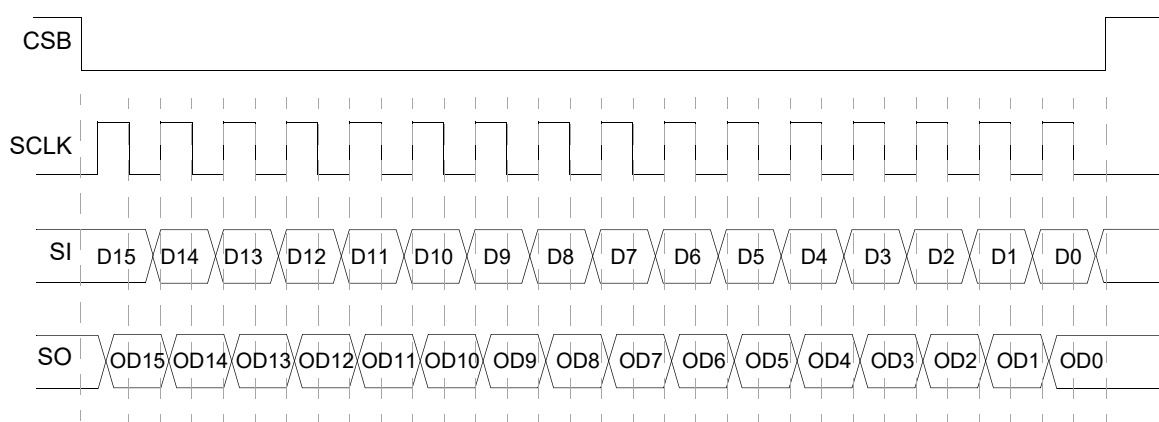 CSB
SCLK
SI D15 D14 D13 D12 D11 D10 D9 D8 D7 D6 D5 D4 D3 D2 D1 D0
SO OD15 OD14 OD13 OD12 OD11 OD10 OD9 OD8 OD7 OD6 OD5 OD4 OD3 OD2 OD1 OD0